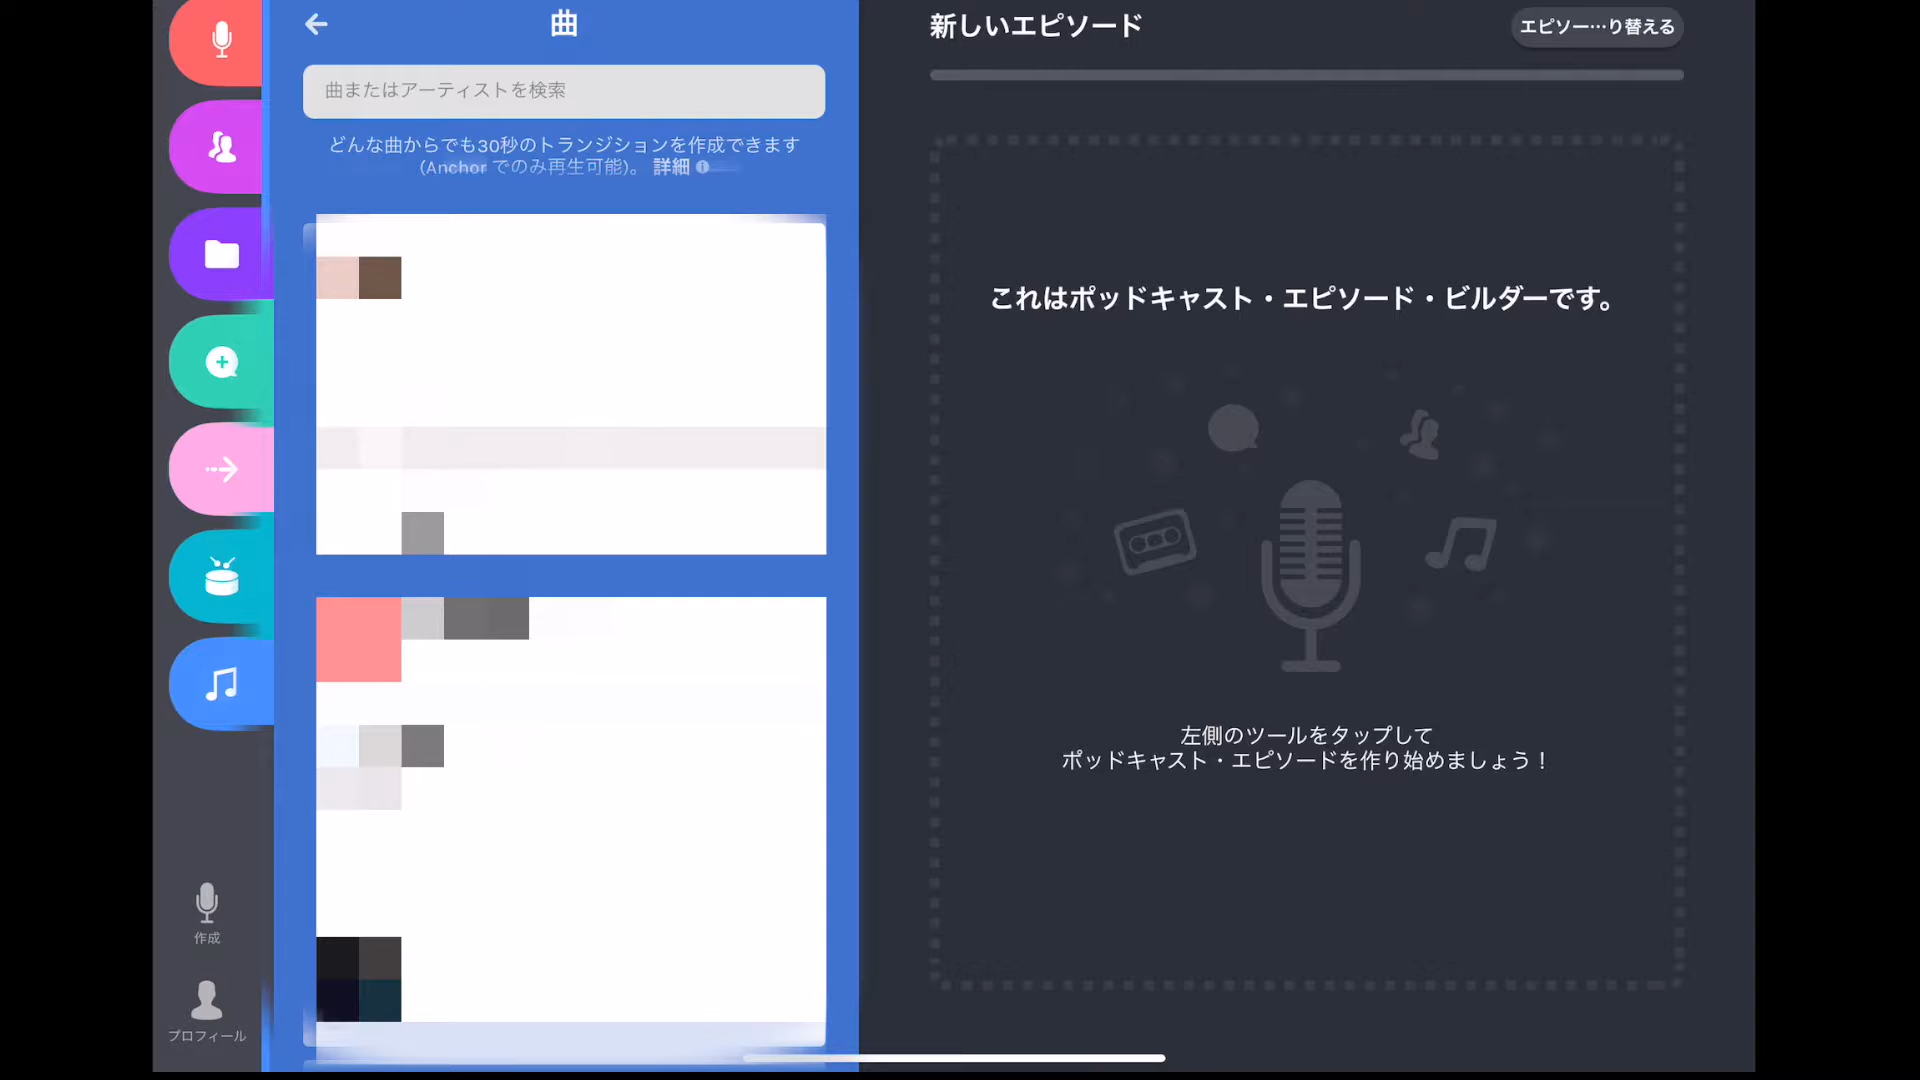 曲
曲またはアーティストを検索
どんな曲からでも30秒のトランジションを作成できます
(Anchor でのみ再生可能)。 詳細
作成
プロフィール
新しいエピソード
エピソー…り替える
これはポッドキャスト・エピソード・ビルダーです。
左側のツールをタップして
ポッドキャスト・エピソードを作り始めましょう！